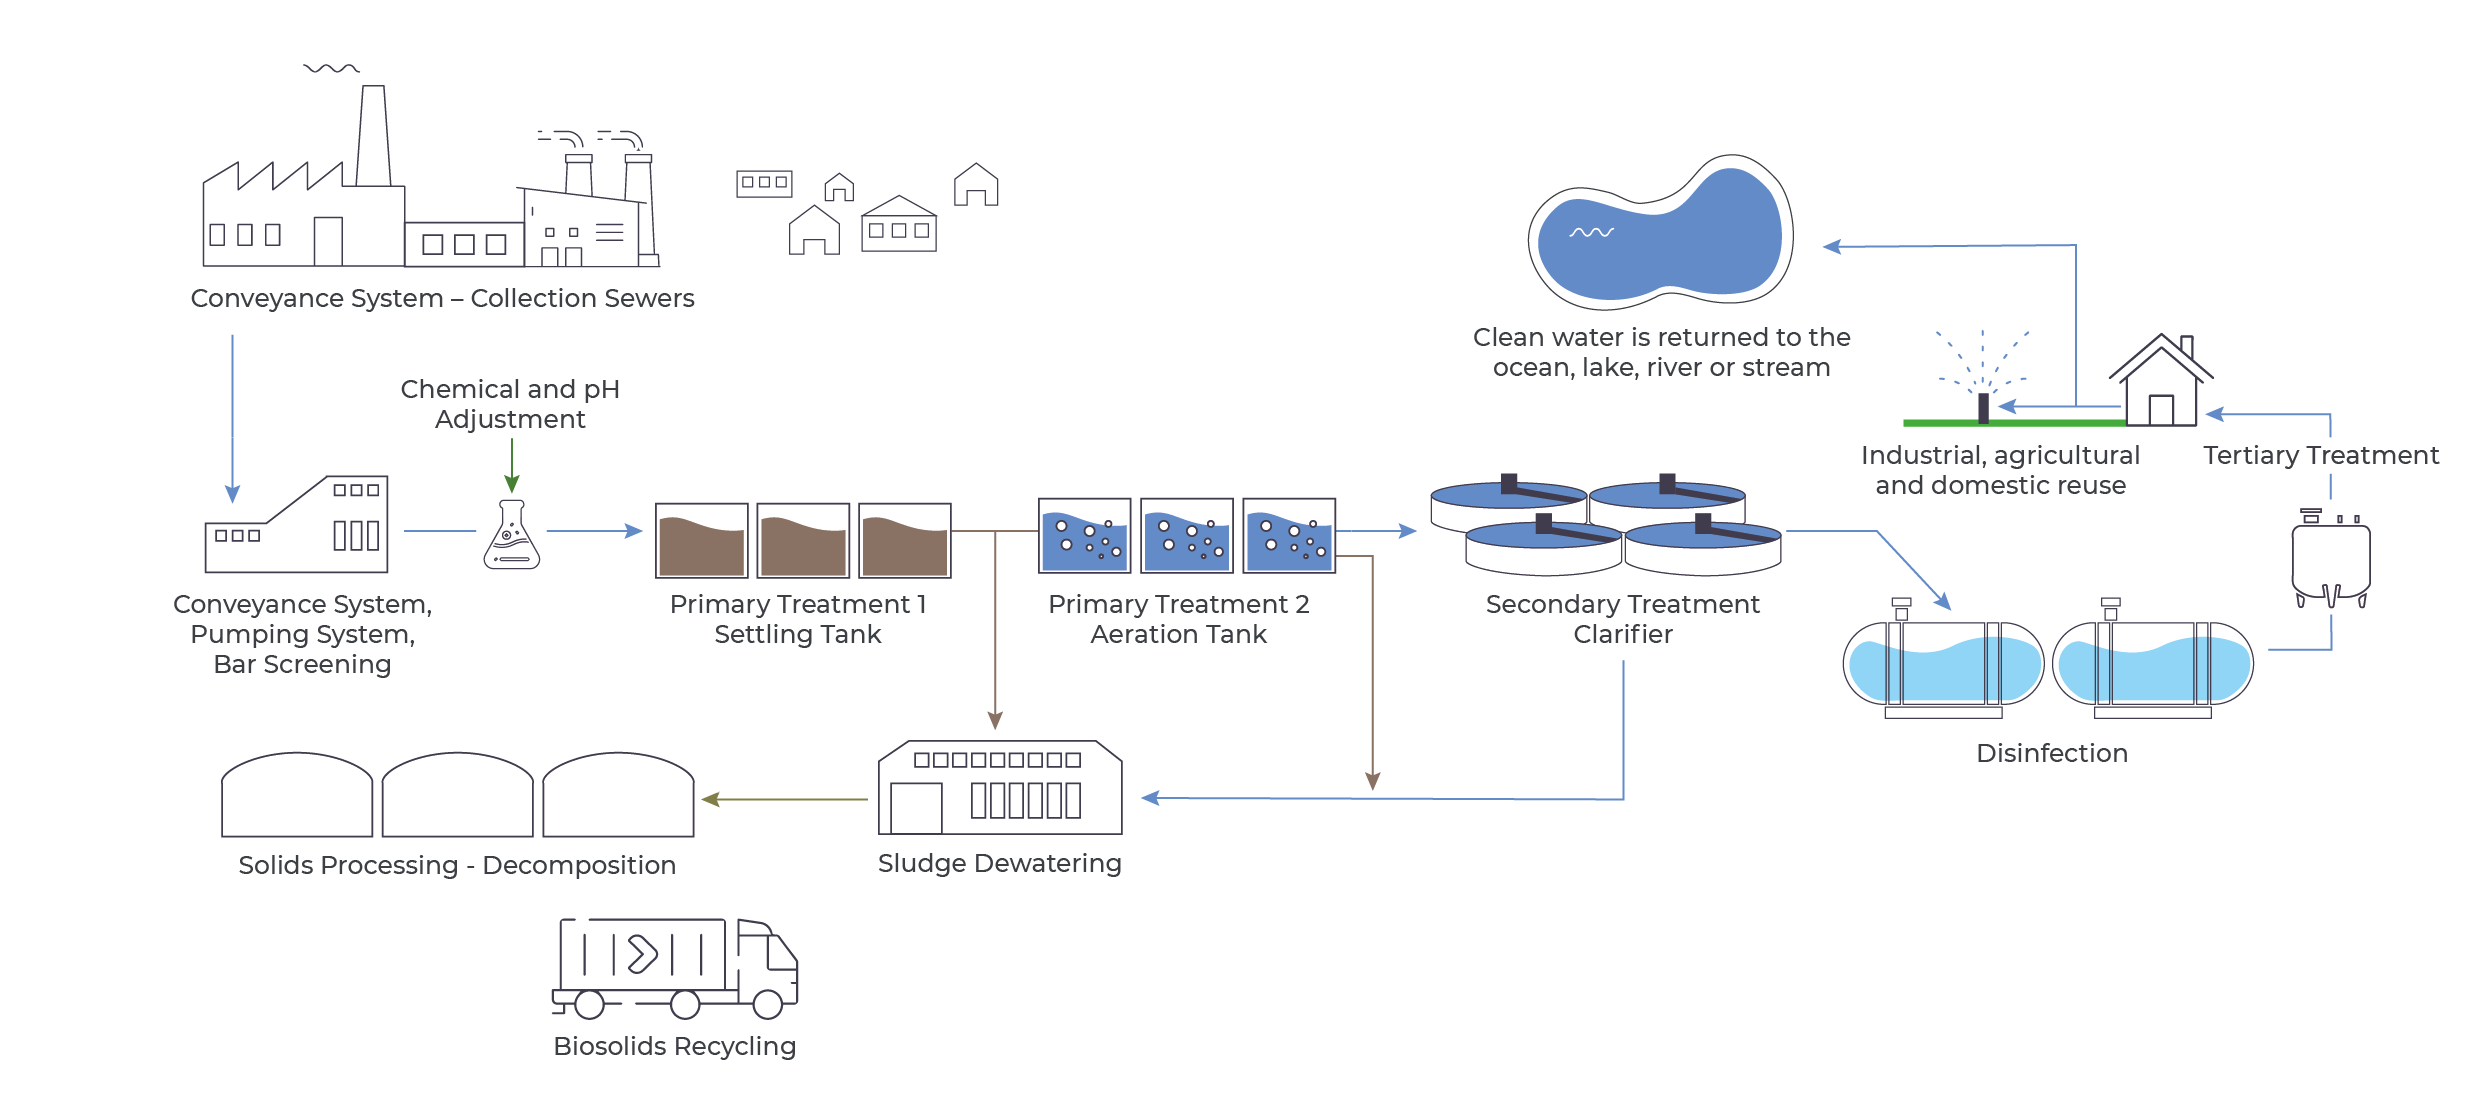 Conveyance System – Collection Sewers
Chemical and pH
Adjustment
Conveyance System,
Pumping System,
Bar Screening
Primary Treatment 1
Settling Tank
Primary Treatment 2
Aeration Tank
Secondary Treatment
Clarifier
Clean water is returned to the
ocean, lake, river or stream
Industrial, agricultural
and domestic reuse
Tertiary Treatment
Disinfection
Sludge Dewatering
Solids Processing - Decomposition
Biosolids Recycling